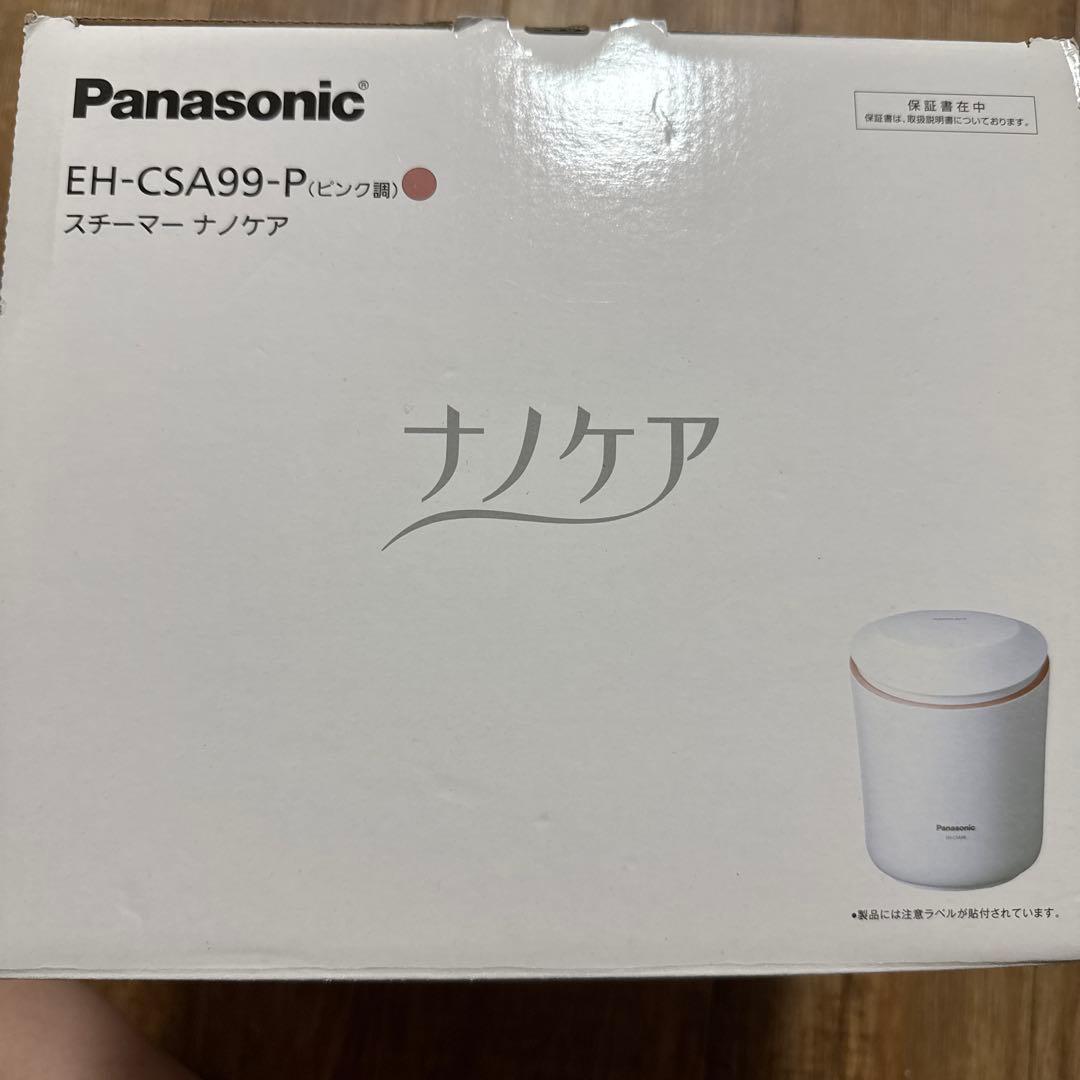 Panasonic®
保証書在中
保証書は、取扱説明書についております。
EH-CSA99-P(ピンク調)
スチーマー ナノケア
ナノケア
Panasonic
EH-CSA99
●製品には注意ラベルが貼付されています。